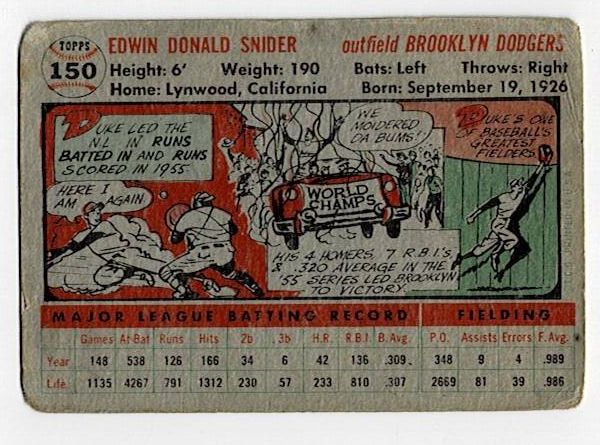 TOPPS
150
EDWIN DONALD SNIDER outfield BROOKLYN DODGERS
Height: 6' Weight: 190 Bats: Left Throws: Right
Home: Lynwood, California Born: September 19, 1926
DUKE LED THE
N.L. IN RUNS
BATTED IN AND RUNS
SCORED IN 1955
HERE I
AM AGAIN
WE
MOIDERED
DA BUMS!
WORLD
CHAMPS
HIS 4 HOMERS, 7 R.B.I.'S,
& .320 AVERAGE IN THE
'55 SERIES LED BROOKLYN
TO VICTORY.
DUKE'S ONE
OF BASEBALL'S
GREATEST
FIELDERS.
PRINTED IN U.S.A.
MAJOR LEAGUE BATTING RECORD FIELDING
Games At-Bat Runs Hits 2b 3b H.R. R.B.I. B.Avg. P.O. Assists Errors F.Avg.
Year 148 538 126 166 34 6 42 136 .309 348 9 4 .989
Life 1135 4267 791 1312 230 57 233 810 .307 2669 81 39 .986